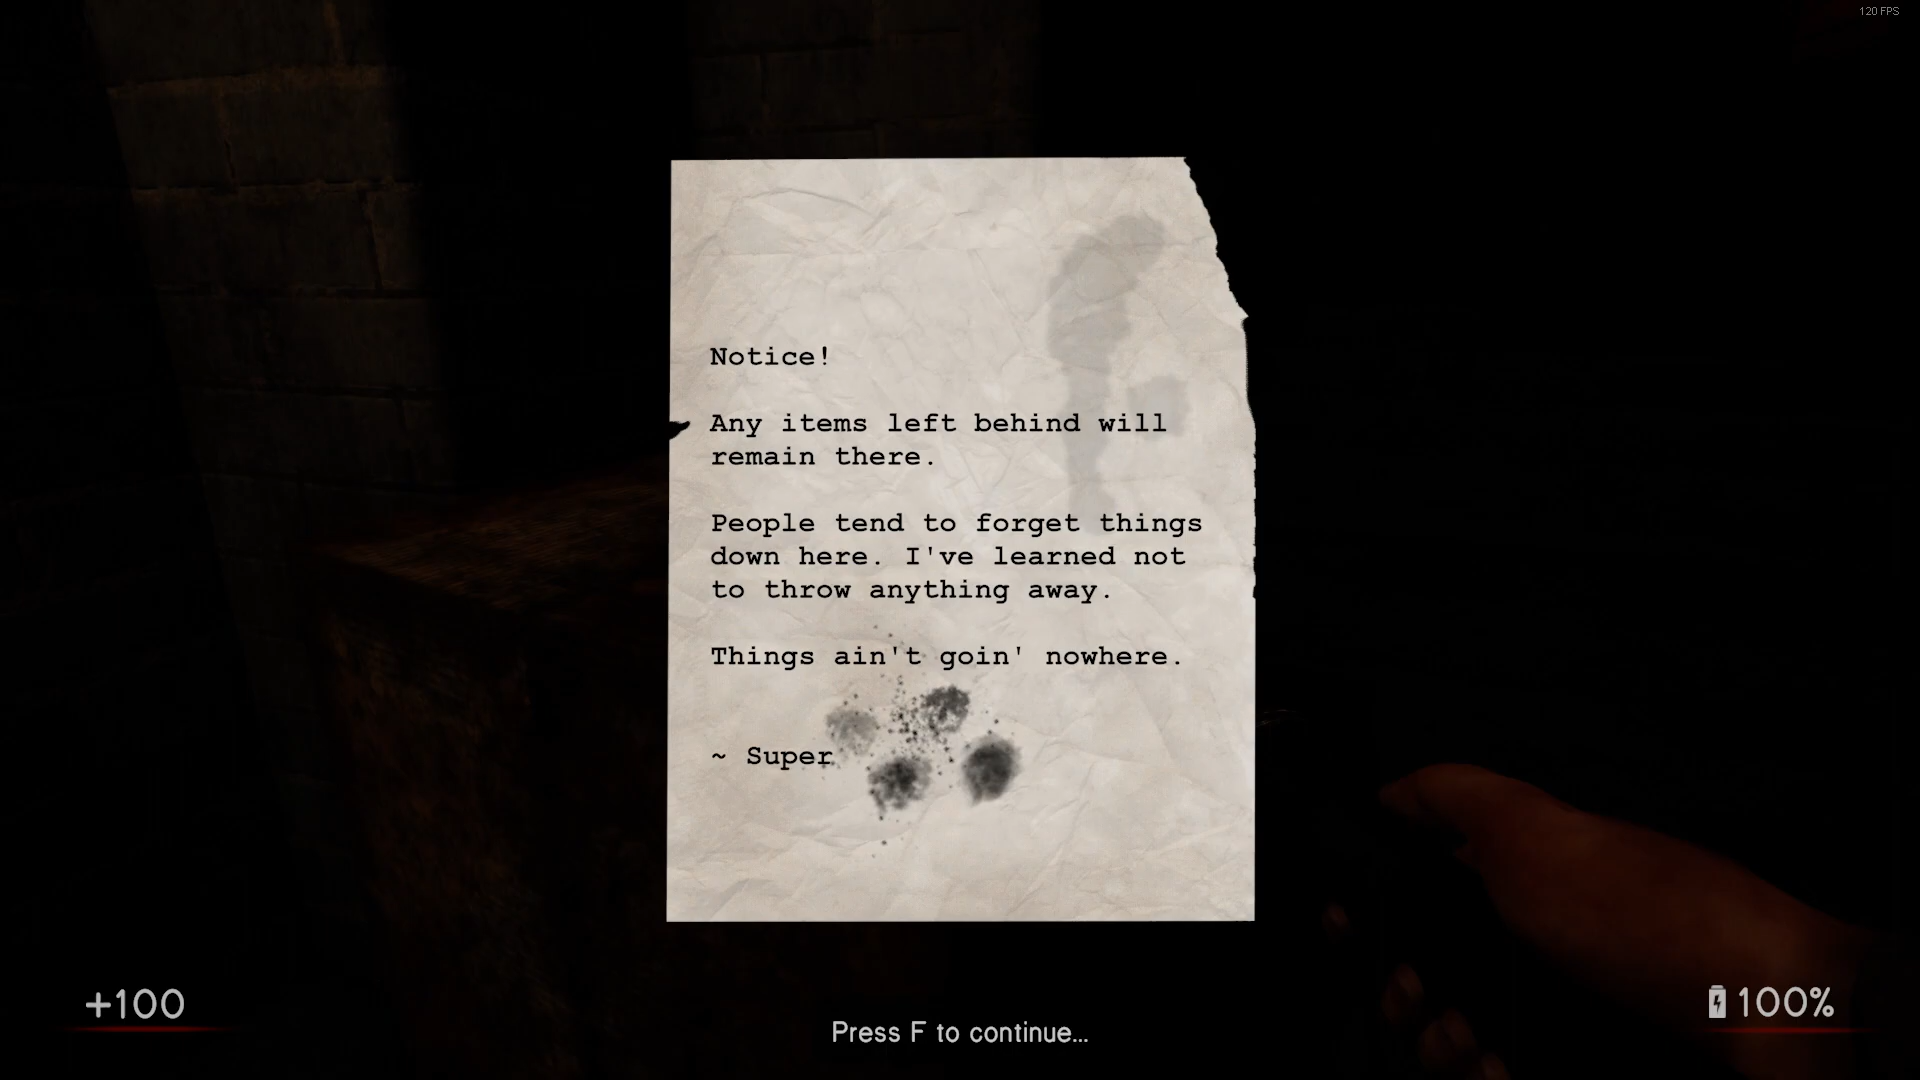 120 FPS
Notice!
Any items left behind will
remain there.
People tend to forget things
down here. I've learned not
to throw anything away.
Things ain't goin' nowhere.
~ Super
+100
100%
Press F to continue...